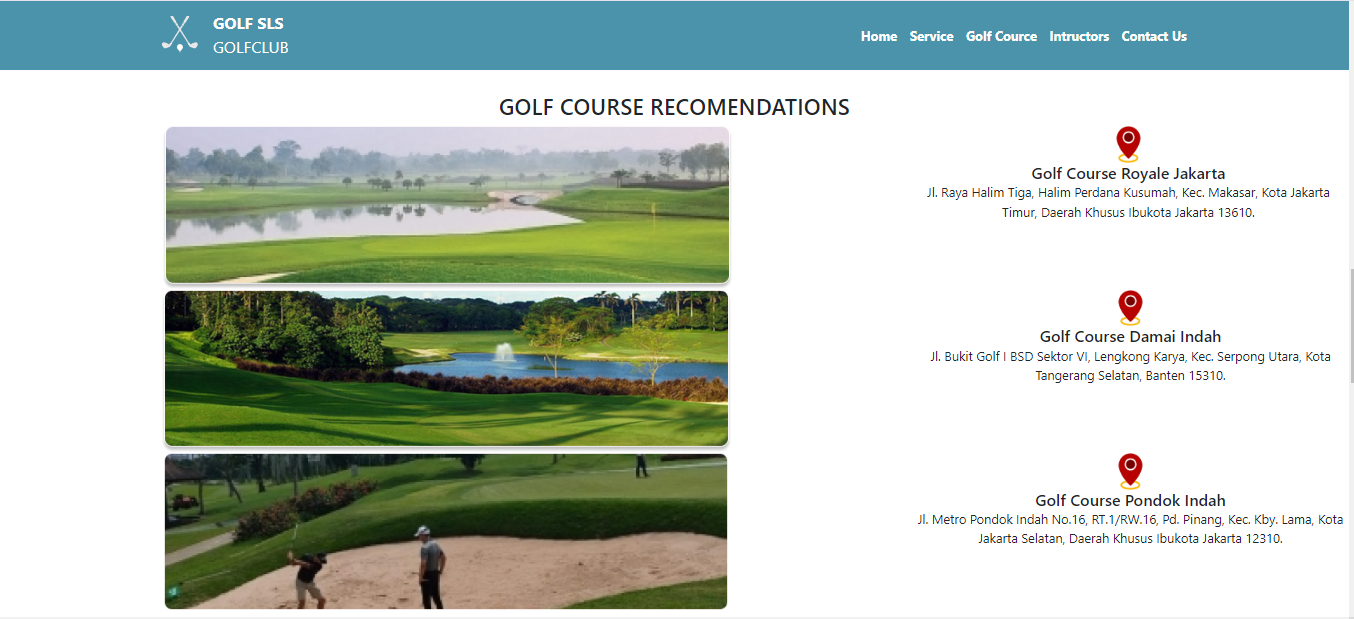 GOLF SLS
GOLFCLUB
Home Service Golf Cource Intructors Contact Us
GOLF COURSE RECOMENDATIONS
Golf Course Royale Jakarta
Jl. Raya Halim Tiga, Halim Perdana Kusumah, Kec. Makasar, Kota Jakarta
Timur, Daerah Khusus Ibukota Jakarta 13610.
Golf Course Damai Indah
Jl. Bukit Golf I BSD Sektor VI, Lengkong Karya, Kec. Serpong Utara, Kota
Tangerang Selatan, Banten 15310.
Golf Course Pondok Indah
Jl. Metro Pondok Indah No.16, RT.1/RW.16, Pd. Pinang, Kec. Kby. Lama, Kota
Jakarta Selatan, Daerah Khusus Ibukota Jakarta 12310.